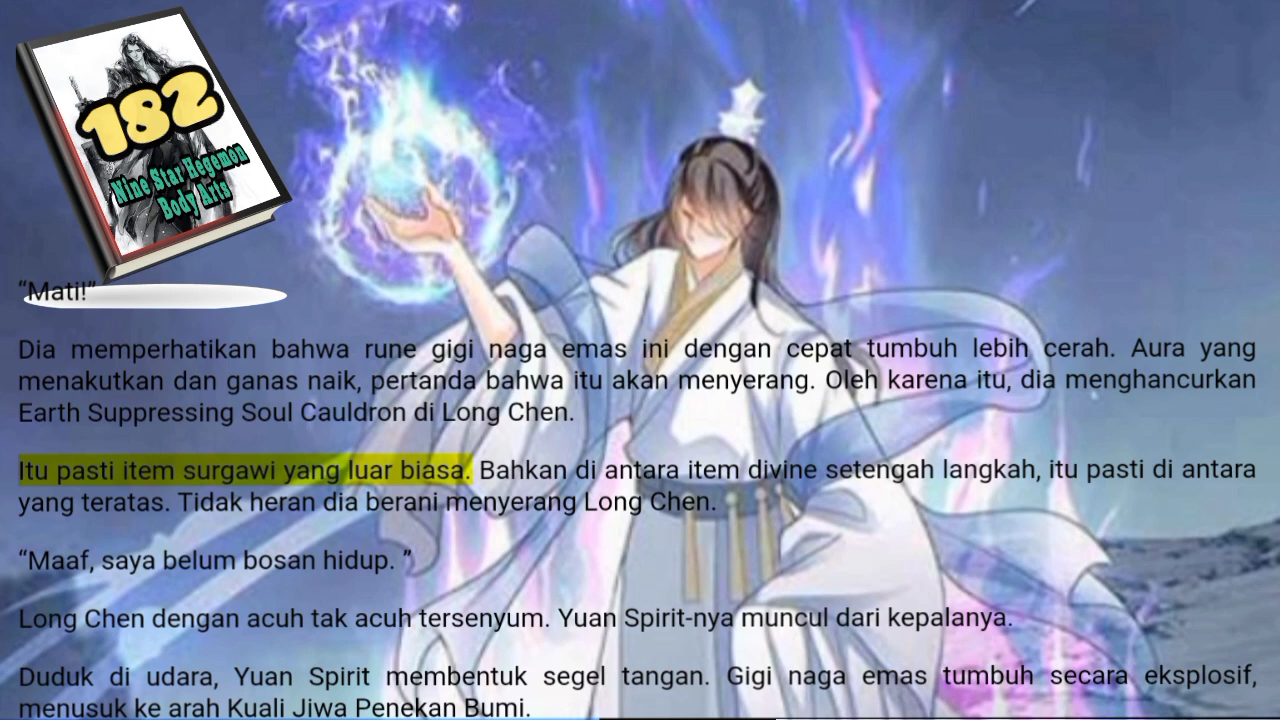 182
Nine Star Hegemon
Body Arts
“Mati!”
Dia memperhatikan bahwa rune gigi naga emas ini dengan cepat tumbuh lebih cerah. Aura yang
menakutkan dan ganas naik, pertanda bahwa itu akan menyerang. Oleh karena itu, dia menghancurkan
Earth Suppressing Soul Cauldron di Long Chen.
Itu pasti item surgawi yang luar biasa. Bahkan di antara item divine setengah langkah, itu pasti di antara
yang teratas. Tidak heran dia berani menyerang Long Chen.
“Maaf, saya belum bosan hidup. ”
Long Chen dengan acuh tak acuh tersenyum. Yuan Spirit-nya muncul dari kepalanya.
Duduk di udara, Yuan Spirit membentuk segel tangan. Gigi naga emas tumbuh secara eksplosif,
menusuk ke arah Kuali Jiwa Penekan Bumi.